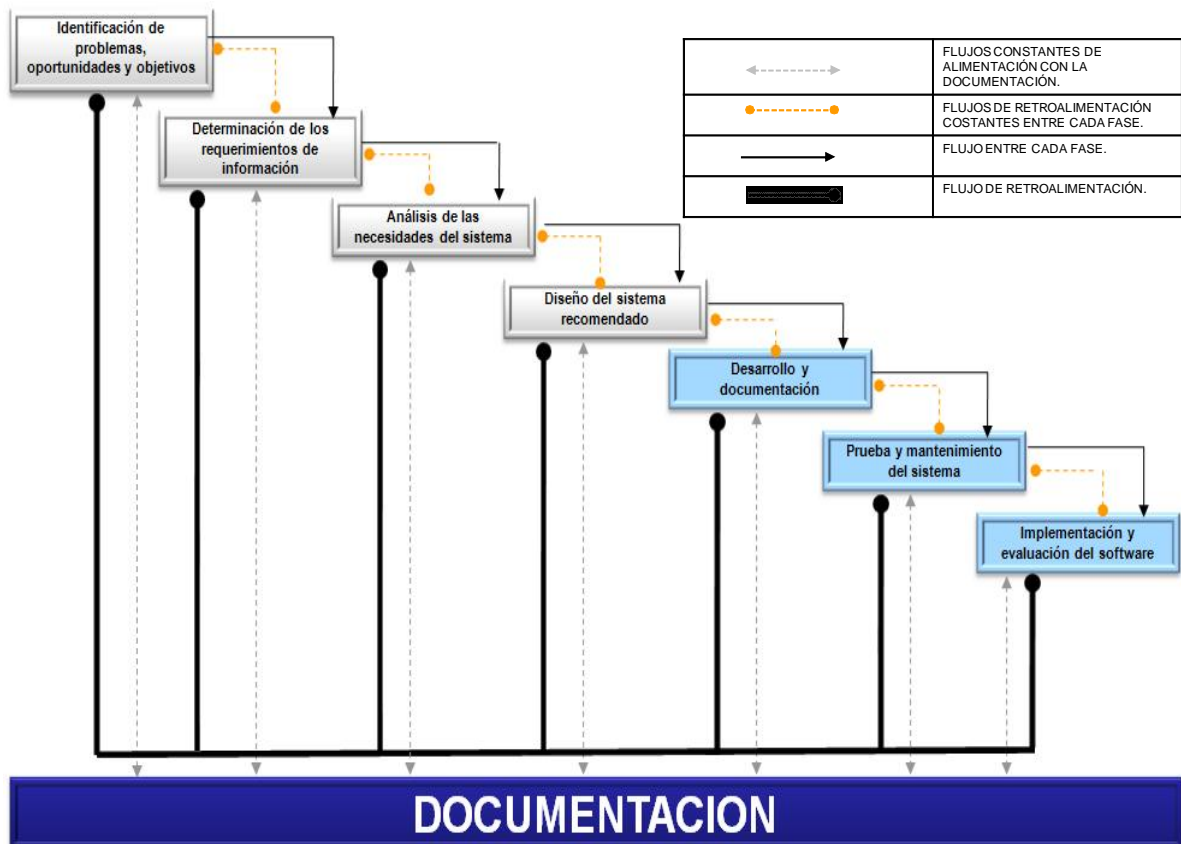 Identificación de
problemas,
oportunidades y objetivos
Determinación de los
requerimientos de
información
Análisis de las
necesidades del sistema
Diseño del sistema
recomendado
Desarrollo y
documentación
Prueba y mantenimiento
del sistema
Implementación y
evaluación del software
FLUJOS CONSTANTES DE
ALIMENTACIÓN CON LA
DOCUMENTACIÓN.
FLUJOS DE RETROALIMENTACIÓN
COSTANTES ENTRE CADA FASE.
FLUJO ENTRE CADA FASE.
FLUJO DE RETROALIMENTACIÓN.
DOCUMENTACION